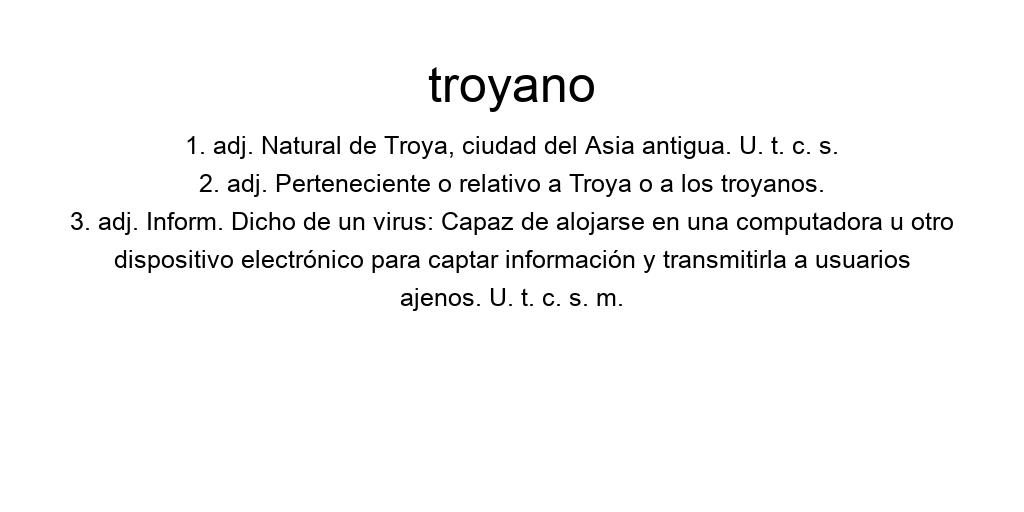 troyano
1. adj. Natural de Troya, ciudad del Asia antigua. U. t. c. s.
2. adj. Perteneciente o relativo a Troya o a los troyanos.
3. adj. Inform. Dicho de un virus: Capaz de alojarse en una computadora u otro
dispositivo electrónico para captar información y transmitirla a usuarios
ajenos. U. t. c. s. m.